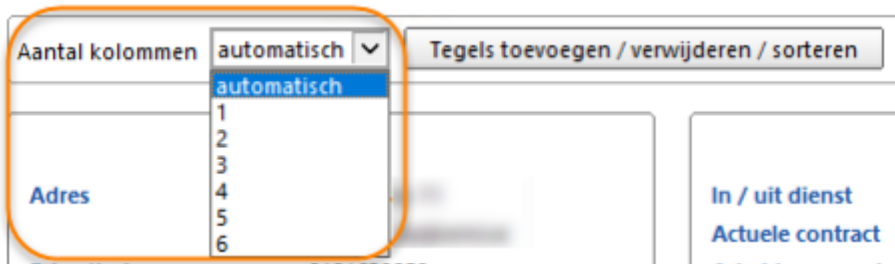 Aantal kolommen automatisch Tegels toevoegen / verwijderen / sorteren
automatisch
1
2
3
4
5
6
Adres
In / uit dienst
Actuele contract